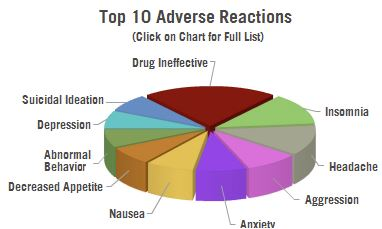 Top 10 Adverse Reactions
(Click on Chart for Full List)
Drug Ineffective
Suicidal Ideation
Insomnia
Depression
Abnormal
Behavior
Headache
Decreased Appetite
Aggression
Nausea
Anxiety